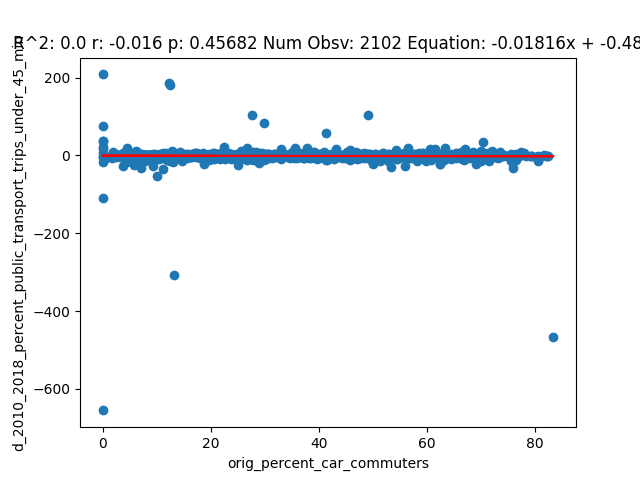 R^2: 0.0 r: -0.016 p: 0.45682 Num Obsv: 2102 Equation: -0.01816x + -0.48
d_2010_2018_percent_public_transport_trips_under_45_min
200
0
−200
−400
−600
0 20 40 60 80
orig_percent_car_commuters